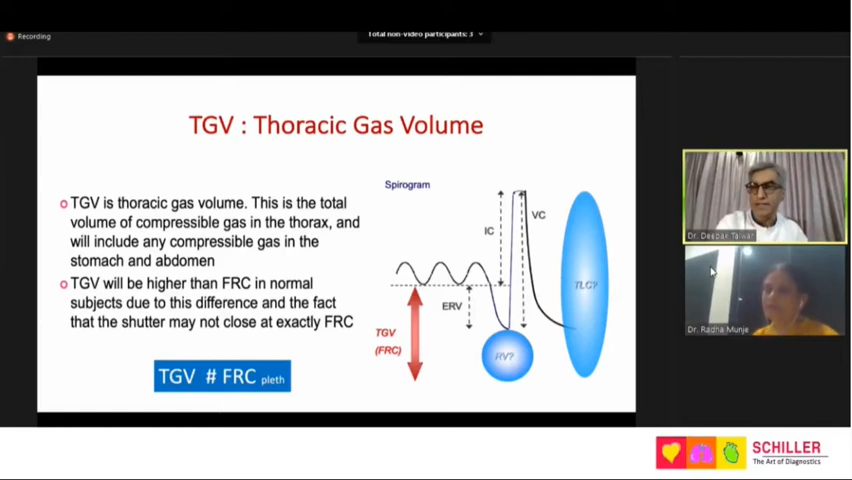 Recording
Total non-video participants: 3
TGV : Thoracic Gas Volume
TGV is thoracic gas volume. This is the total
volume of compressible gas in the thorax, and
will include any compressible gas in the
stomach and abdomen
TGV will be higher than FRC in normal
subjects due to this difference and the fact
that the shutter may not close at exactly FRC
TGV # FRC pleth
Spirogram
IC
VC
ERV
TGV
(FRC)
RV?
TLC?
Dr. Deepak Talwar
Dr. Radha Munje
SCHILLER
The Art of Diagnostics